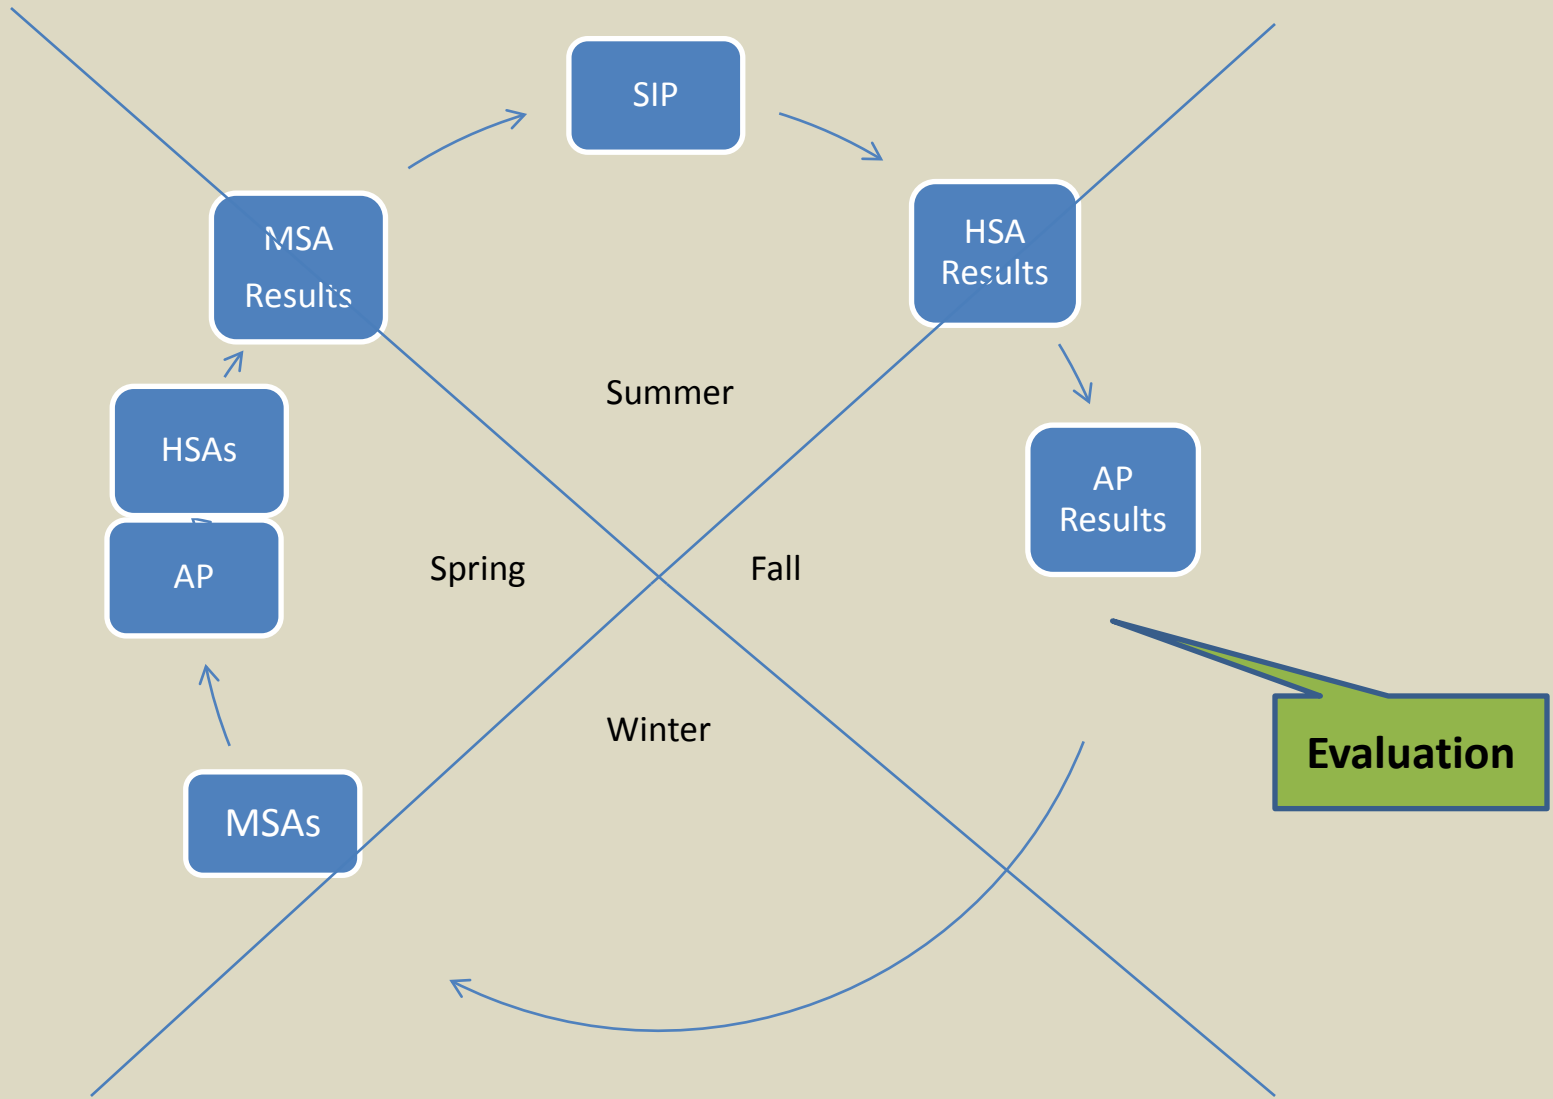 SIP
MSA
Results
HSA
Results
Summer
HSAs
AP
Results
Spring
Fall
AP
Winter
Evaluation
MSAs